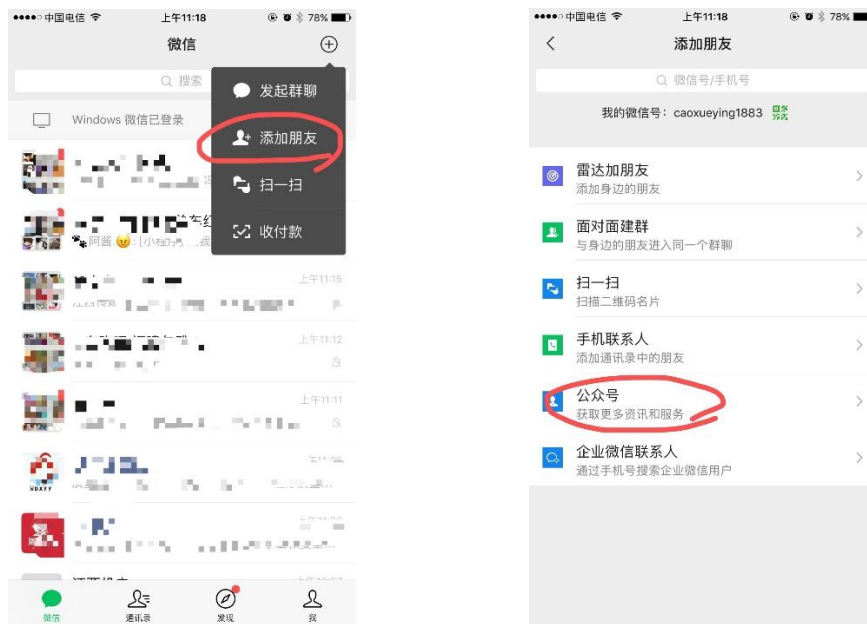 中国电信
上午11:18
78%
微信
搜索
Windows 微信已登录
发起群聊
添加朋友
扫一扫
收付款
阿酱
上午11:15
上午11:12
上午11:11
微信
通讯录
发现
我
中国电信
上午11:18
78%
添加朋友
微信号/手机号
我的微信号：caoxueying1883
雷达加朋友
添加身边的朋友
面对面建群
与身边的朋友进入同一个群聊
扫一扫
扫描二维码名片
手机联系人
添加通讯录中的朋友
公众号
获取更多资讯和服务
企业微信联系人
通过手机号搜索企业微信用户